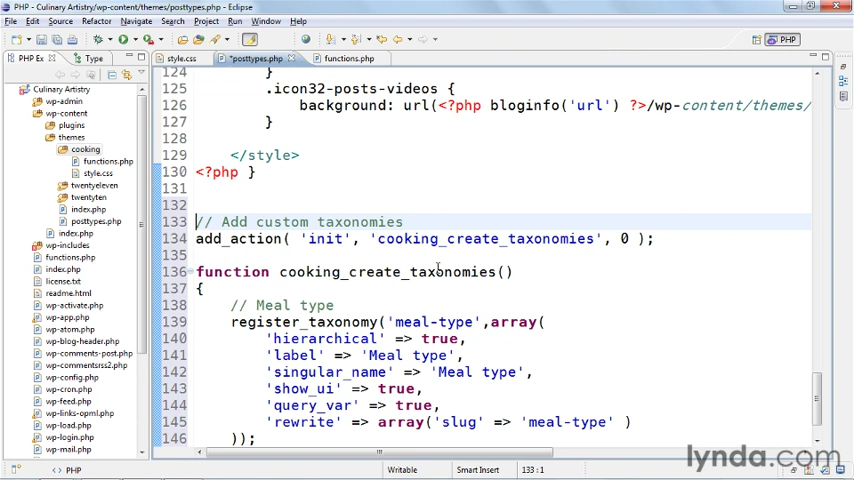 PHP - Culinary Artistry/wp-content/themes/posttypes.php - Eclipse
File Edit Source Refactor Navigate Search Project Run Window Help
PHP
PHP Ex
Type
style.css
*posttypes.php
functions.php
Culinary Artistry
wp-admin
wp-content
plugins
themes
cooking
functions.php
style.css
twentyeleven
twentyten
index.php
posttypes.php
index.php
wp-includes
functions.php
index.php
license.txt
readme.html
wp-activate.php
wp-app.php
wp-atom.php
wp-blog-header.php
wp-comments-post.php
wp-commentsrss2.php
wp-config.php
wp-cron.php
wp-feed.php
wp-links-opml.php
wp-load.php
wp-login.php
wp-mail.php
124 }
125 .icon32-posts-videos {
126 background: url(<?php bloginfo('url') ?>/wp-content/themes/
127 }
128
129 </style>
130 <?php }
131
132
133 // Add custom taxonomies
134 add_action( 'init', 'cooking_create_taxonomies', 0 );
135
136 function cooking_create_taxonomies()
137 {
138 // Meal type
139 register_taxonomy('meal-type',array(
140 'hierarchical' => true,
141 'label' => 'Meal type',
142 'singular_name' => 'Meal type',
143 'show_ui' => true,
144 'query_var' => true,
145 'rewrite' => array('slug' => 'meal-type' )
146 ));
PHP
Writable
Smart Insert
133 : 1
lynda.com